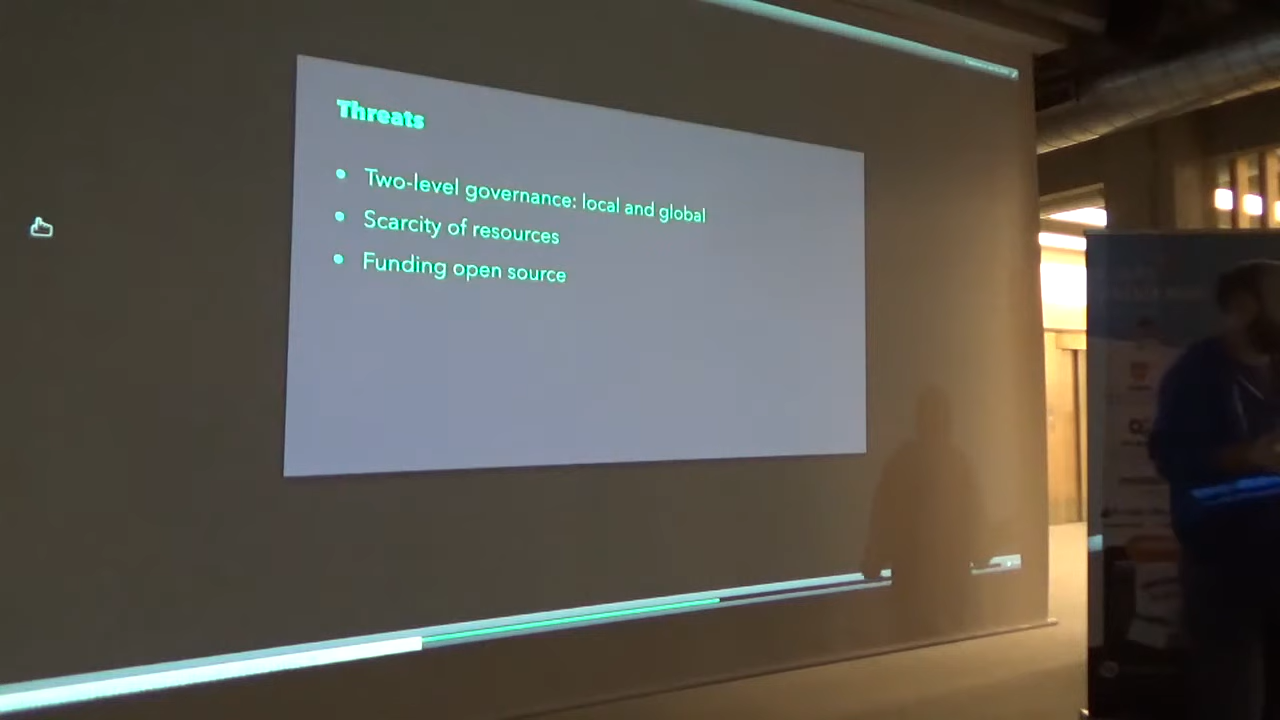 Threats
Two-level governance: local and global
Scarcity of resources
Funding open source